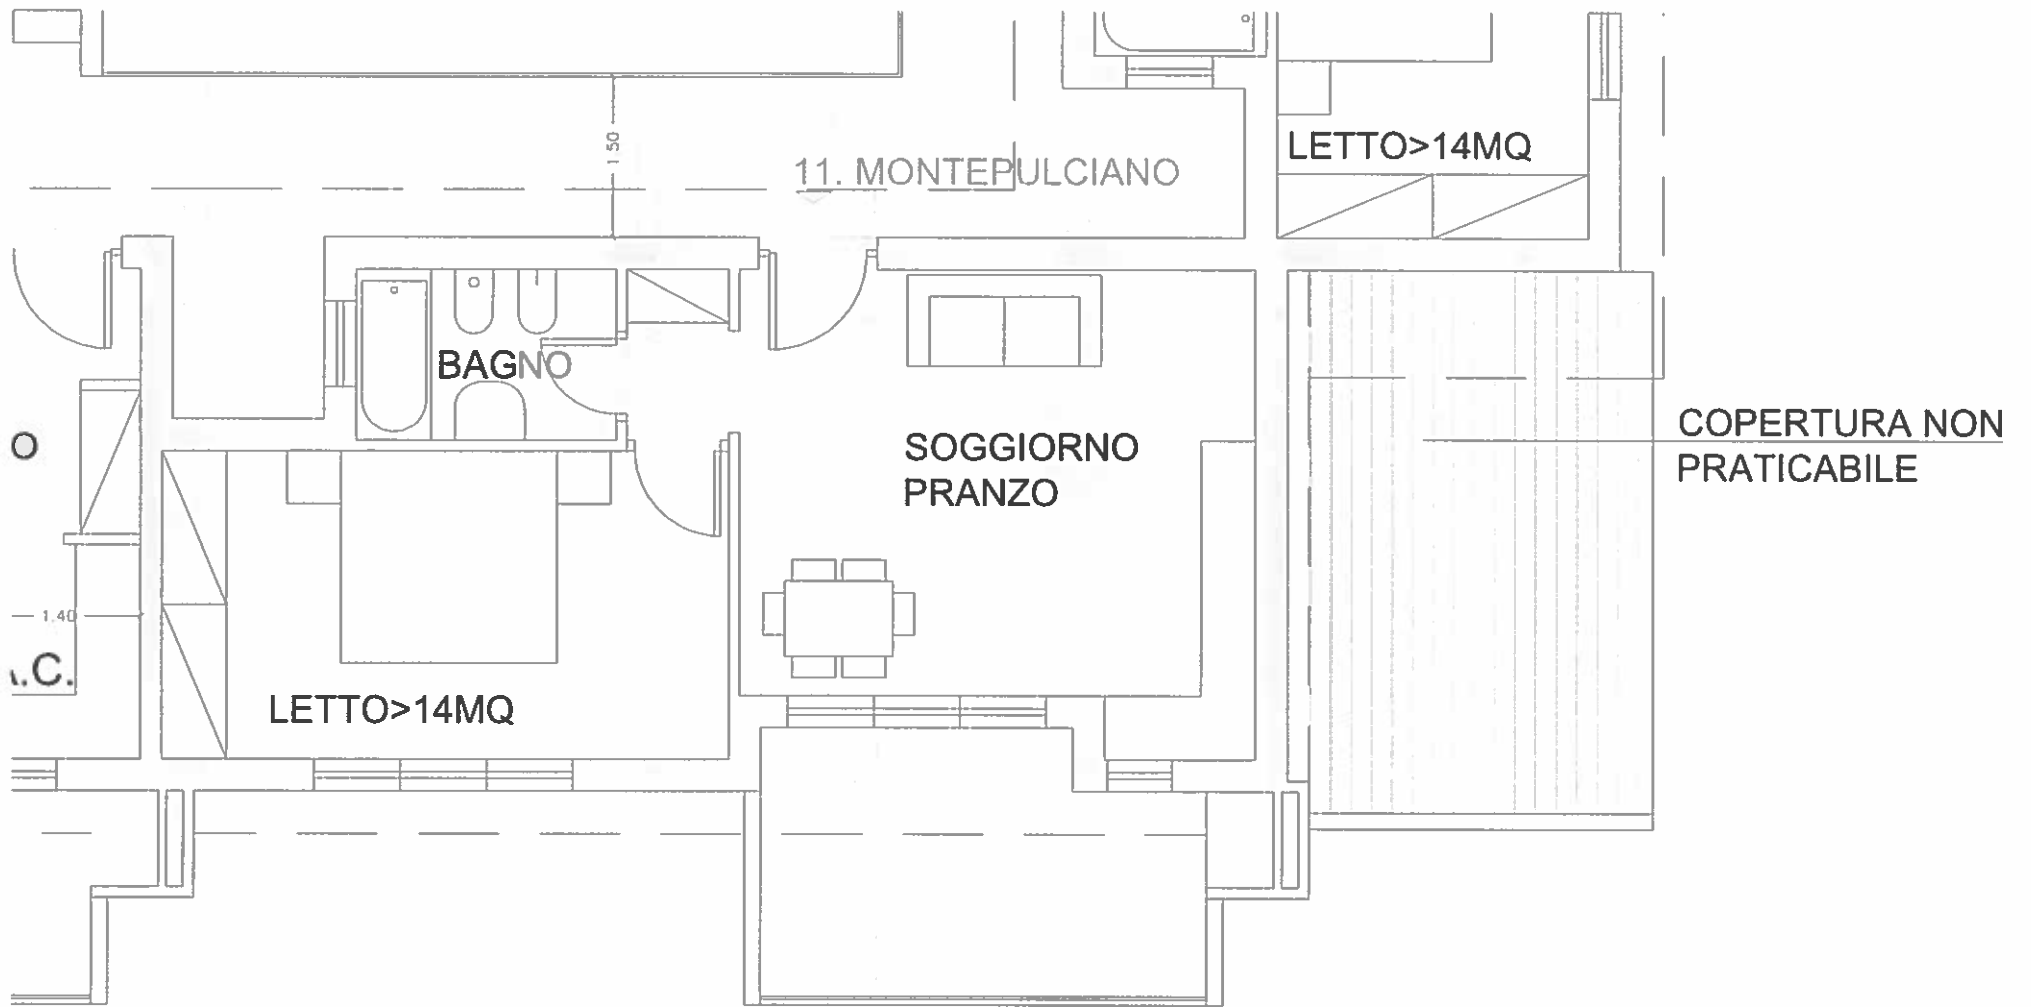 1.50
11. MONTEPULCIANO
LETTO>14MQ
BAGNO
SOGGIORNO
PRANZO
COPERTURA NON
PRATICABILE
O
1.40
.C.
LETTO>14MQ